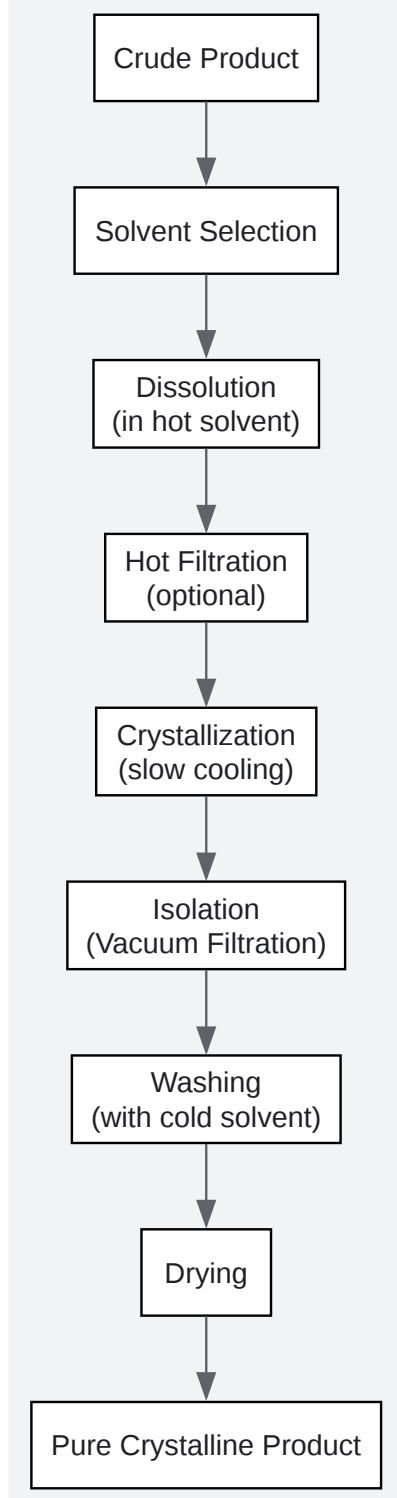 Crude Product
Solvent Selection
Dissolution
(in hot solvent)
Hot Filtration
(optional)
Crystallization
(slow cooling)
Isolation
(Vacuum Filtration)
Washing
(with cold solvent)
Drying
Pure Crystalline Product